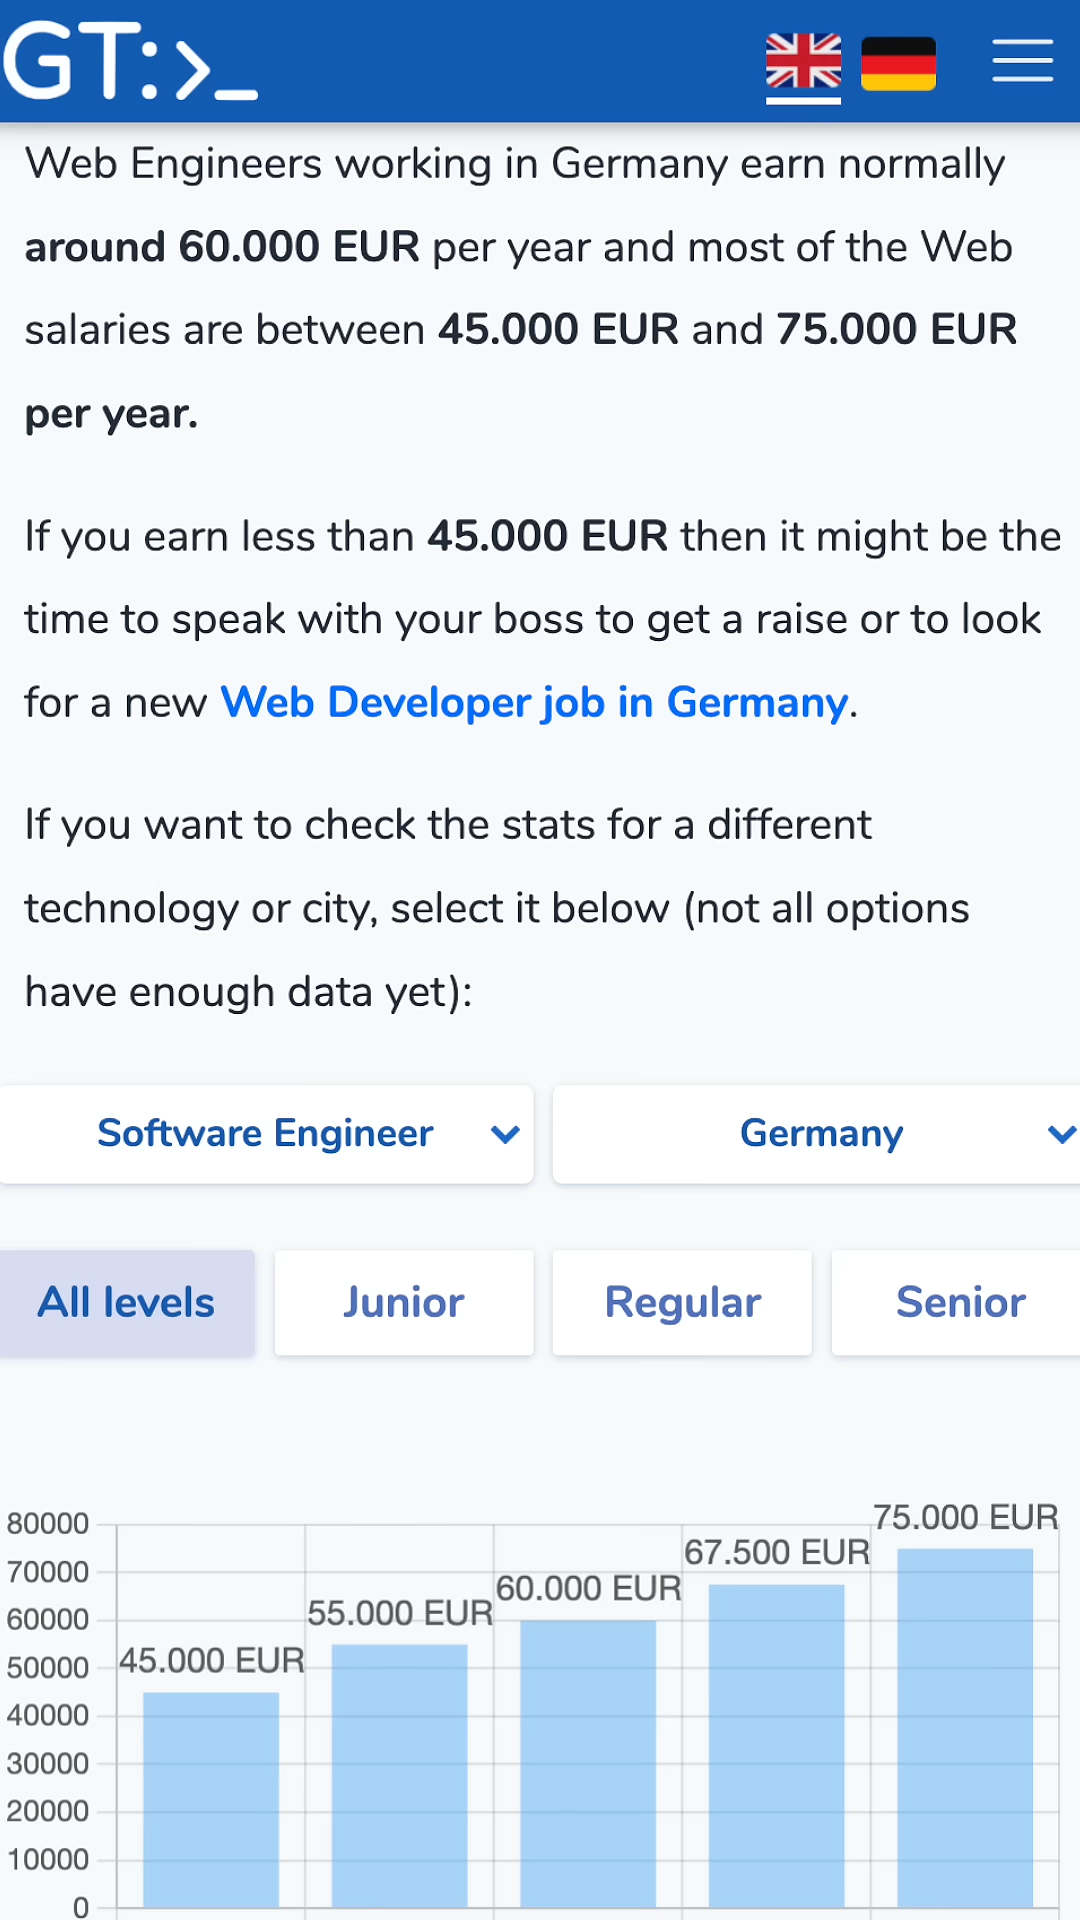 GT:>_
Web Engineers working in Germany earn normally
around 60.000 EUR per year and most of the Web
salaries are between 45.000 EUR and 75.000 EUR
per year.
If you earn less than 45.000 EUR then it might be the
time to speak with your boss to get a raise or to look
for a new Web Developer job in Germany.
If you want to check the stats for a different
technology or city, select it below (not all options
have enough data yet):
Software Engineer
Germany
All levels
Junior
Regular
Senior
80000
70000
60000
50000
40000
30000
20000
10000
0
45.000 EUR
55.000 EUR
60.000 EUR
67.500 EUR
75.000 EUR